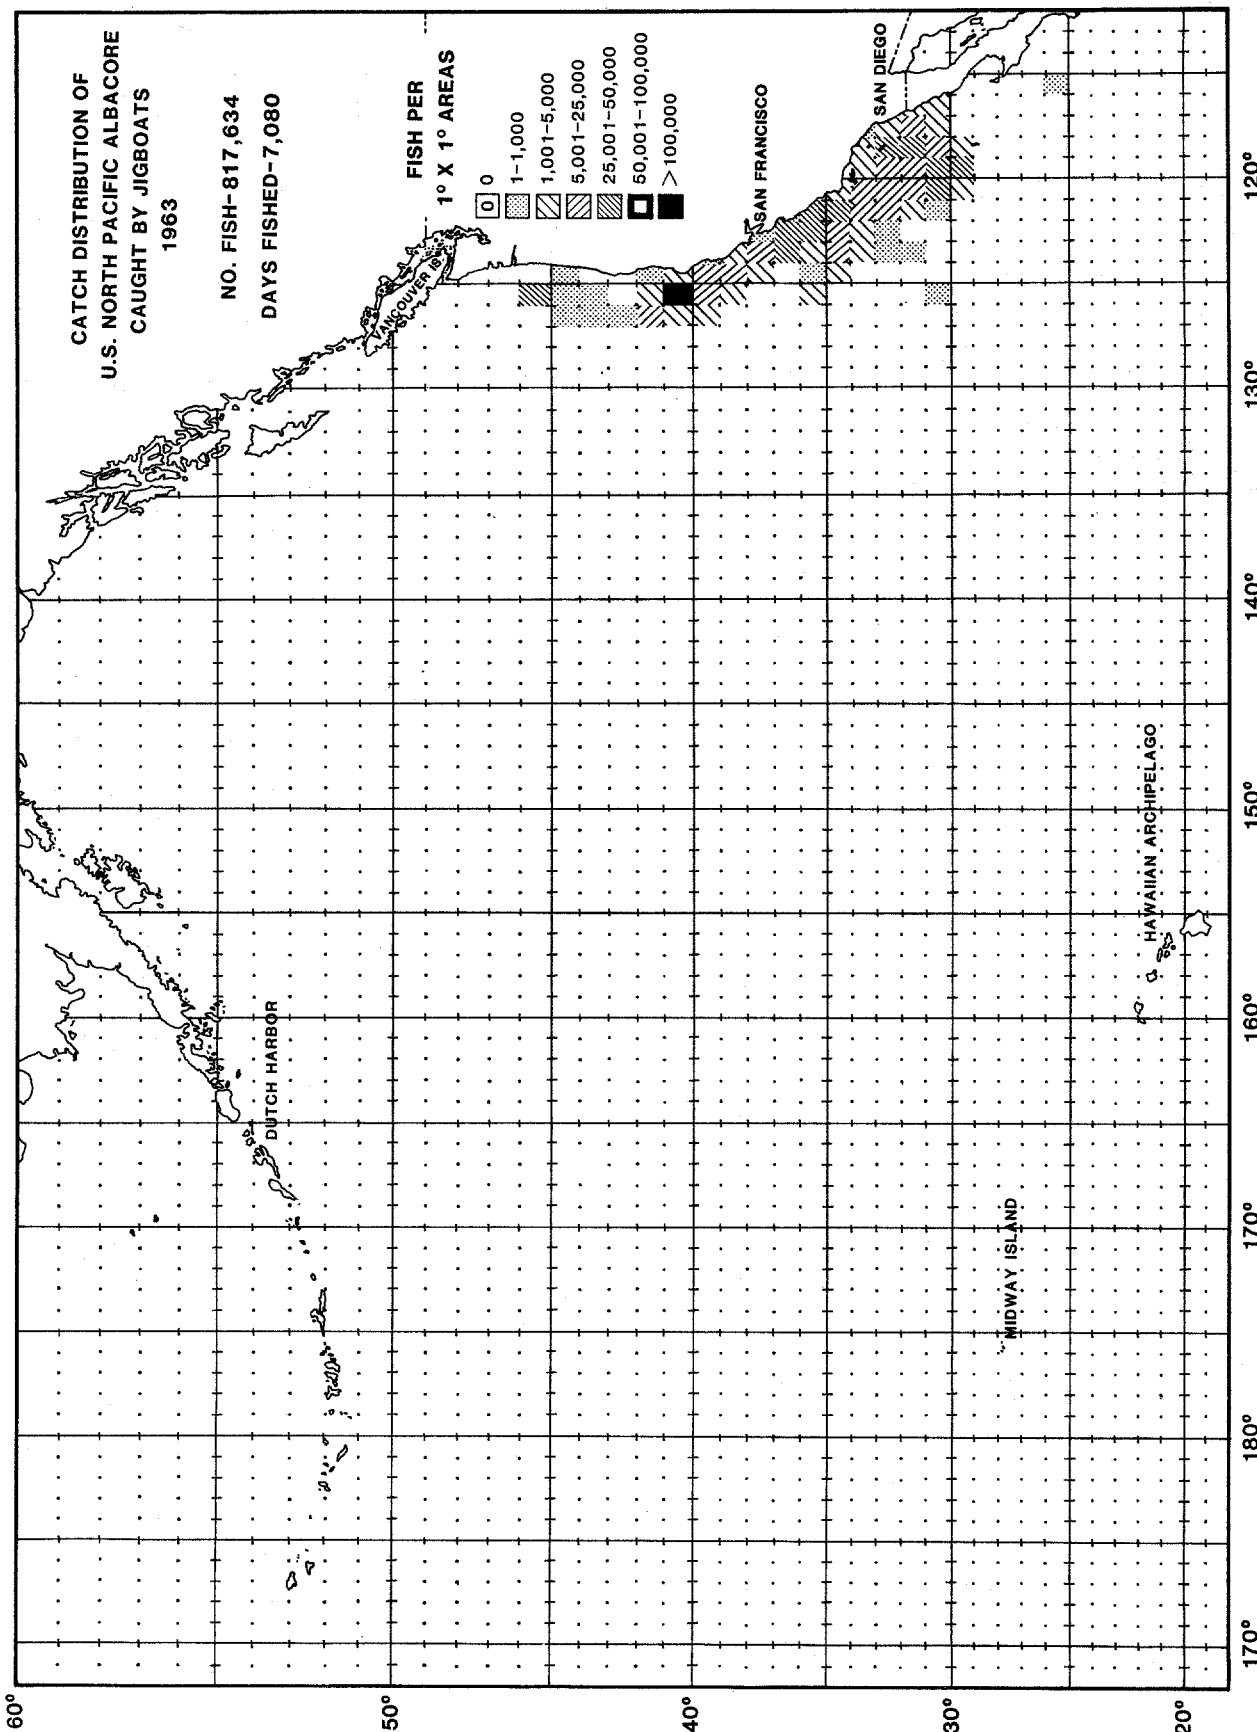 CATCH DISTRIBUTION OF
U.S. NORTH PACIFIC ALBACORE
CAUGHT BY JIGBOATS
1963
NO. FISH-817,634
DAYS FISHED-7,080
FISH PER
1° X 1° AREAS
0 0
1-1,000
1,001-5,000
5,001-25,000
25,001-50,000
50,001-100,000
>100,000
VANCOUVER IS.
SAN FRANCISCO
SAN DIEGO
DUTCH HARBOR
MIDWAY ISLAND
HAWAIIAN ARCHIPELAGO
60°
50°
40°
30°
20°
170°
180°
170°
160°
150°
140°
130°
120°